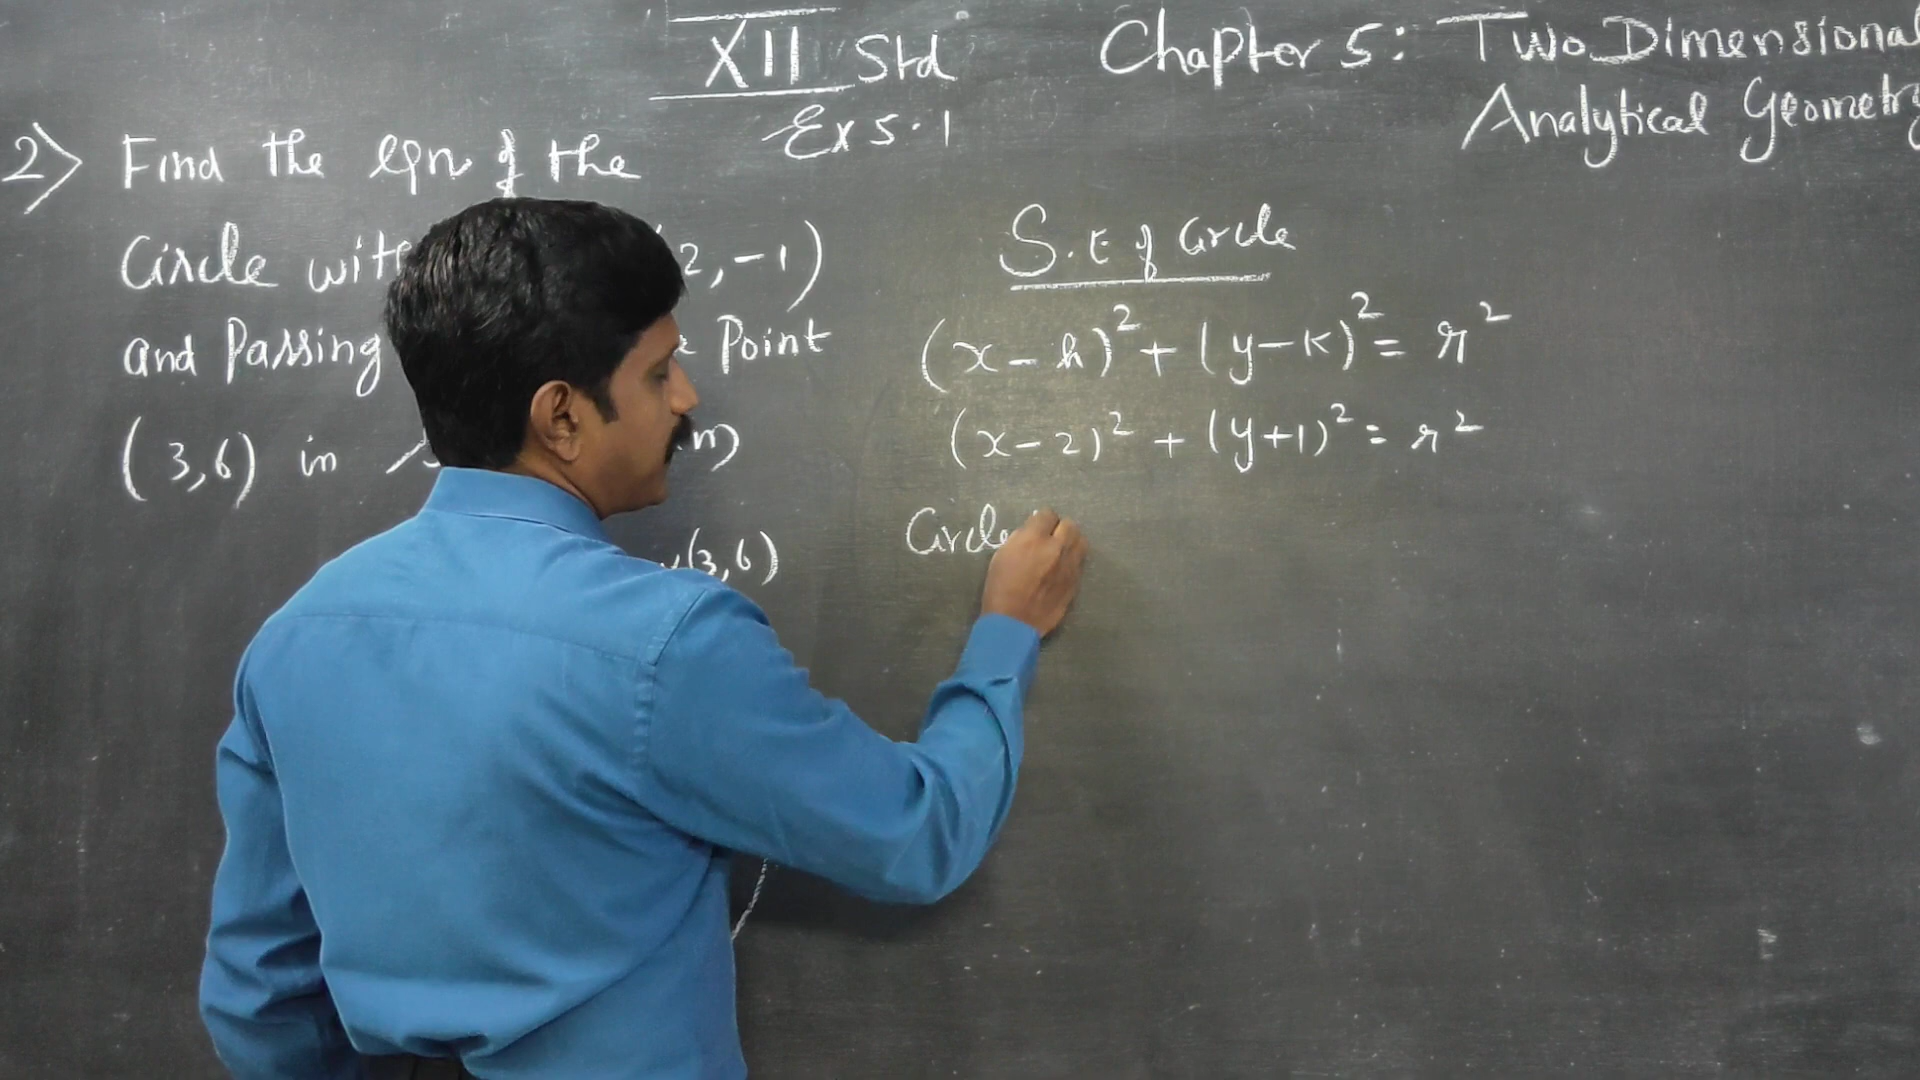 XII Std
Ex 5.1
Chapter 5: Two Dimensional
Analytical Geometry
2) Find the eqn of the
Circle with 2, -1)
and Passing Point
(3,6) in
(3,6)
S.E of Circle
(x-h)² + (y-k)² = r²
(x-2)² + (y+1)² = r²
Circle